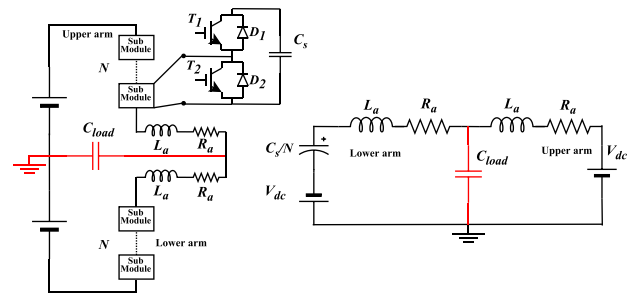 Upper arm
Sub
Module
N
Sub
Module
T1
D1
Cs
T2
D2
Cload
La
Ra
La
Ra
Sub
Module
N
Lower arm
Sub
Module
La
Ra
La
Ra
Cs/N
Lower arm
Cload
Upper arm
Vdc
Vdc